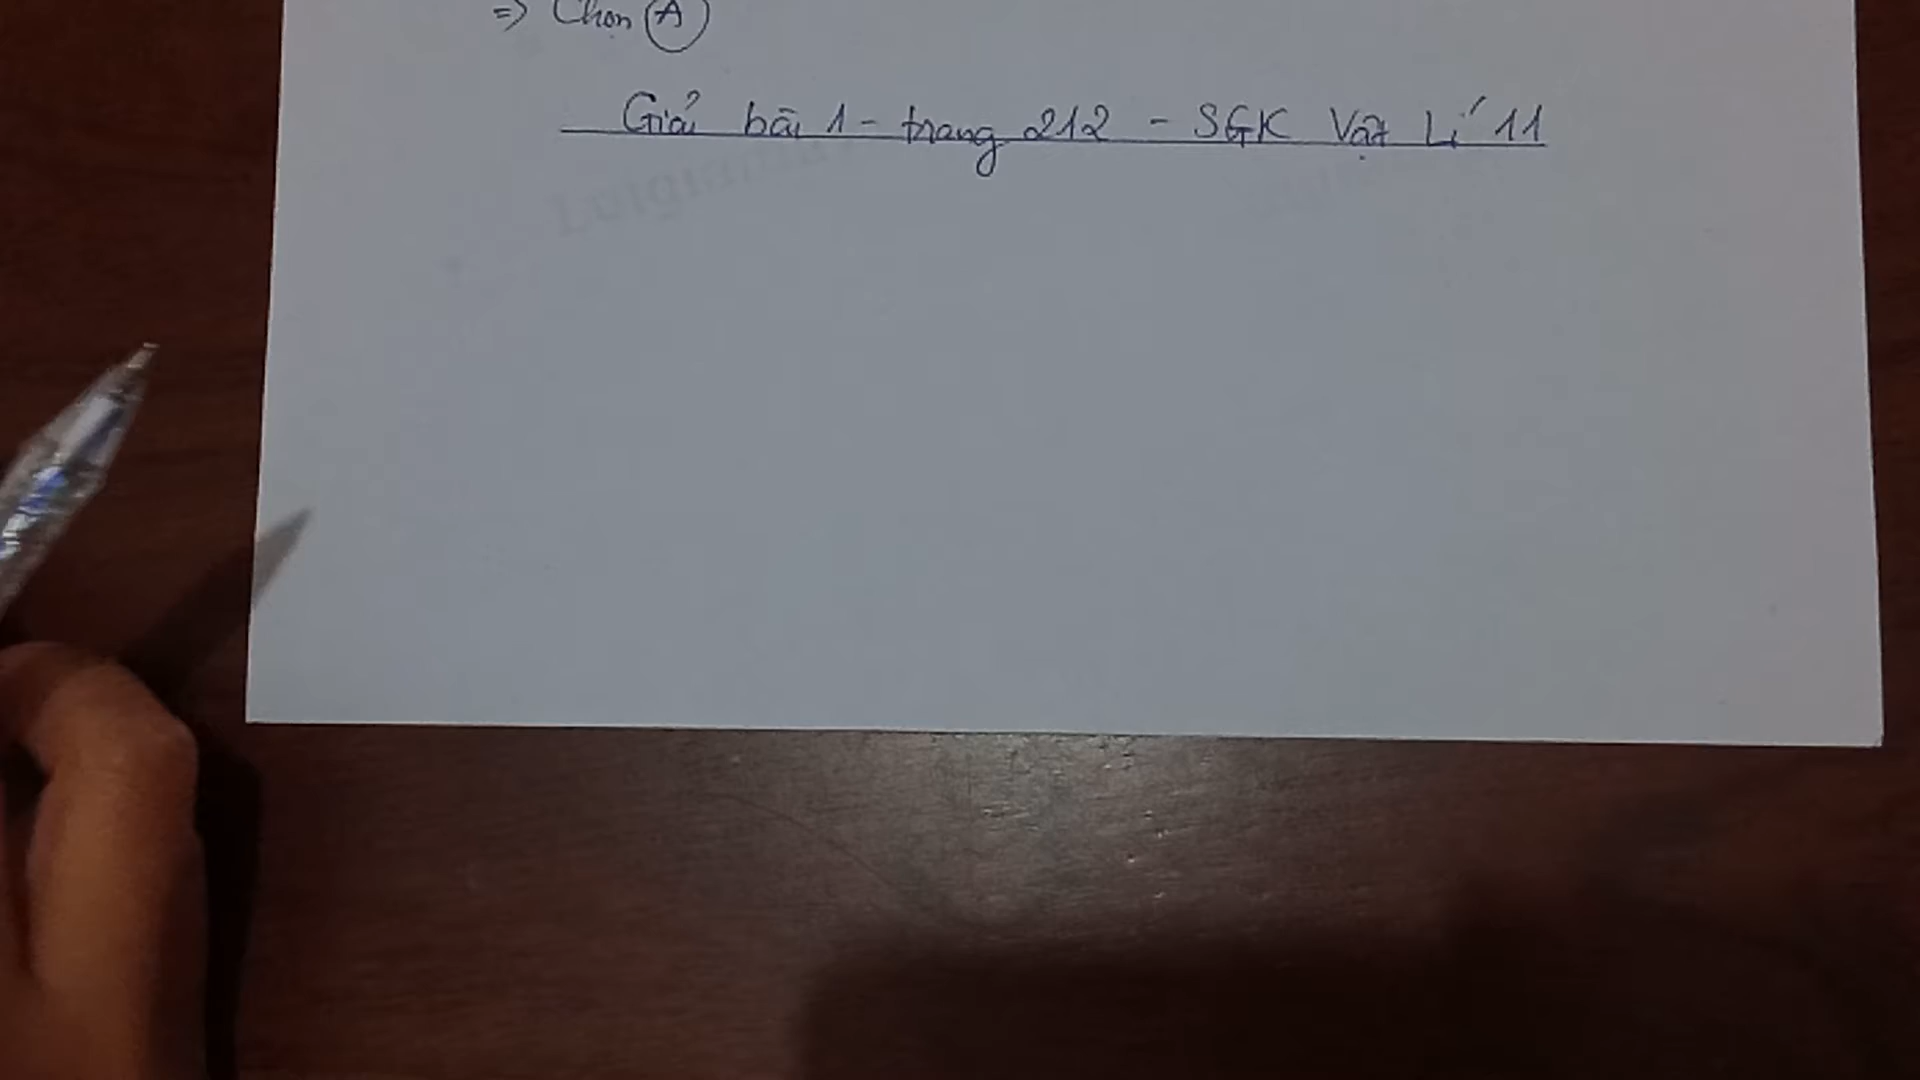 => Chọn A
Giải bài 1 - trang 212 - SGK Vật Lí 11